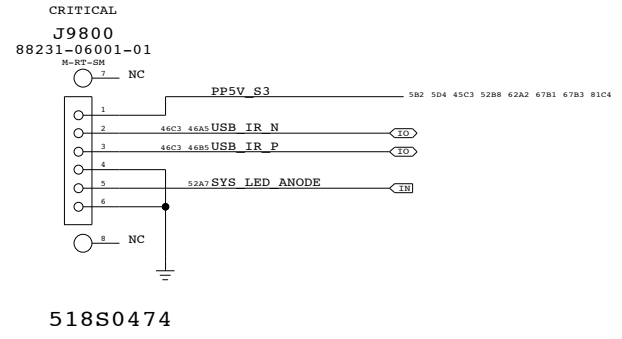 CRITICAL
J9800
88231-06001-01
M-RT-SM
7 NC
PP5V_S3 5B2 5D4 45C3 52B8 62A2 67B1 67B3 81C4
1
2 46C3 46A5 USB_IR_N IO
3 46C3 46B5 USB_IR_P IO
4
5 52A7 SYS_LED_ANODE IN
6
8 NC
518S0474